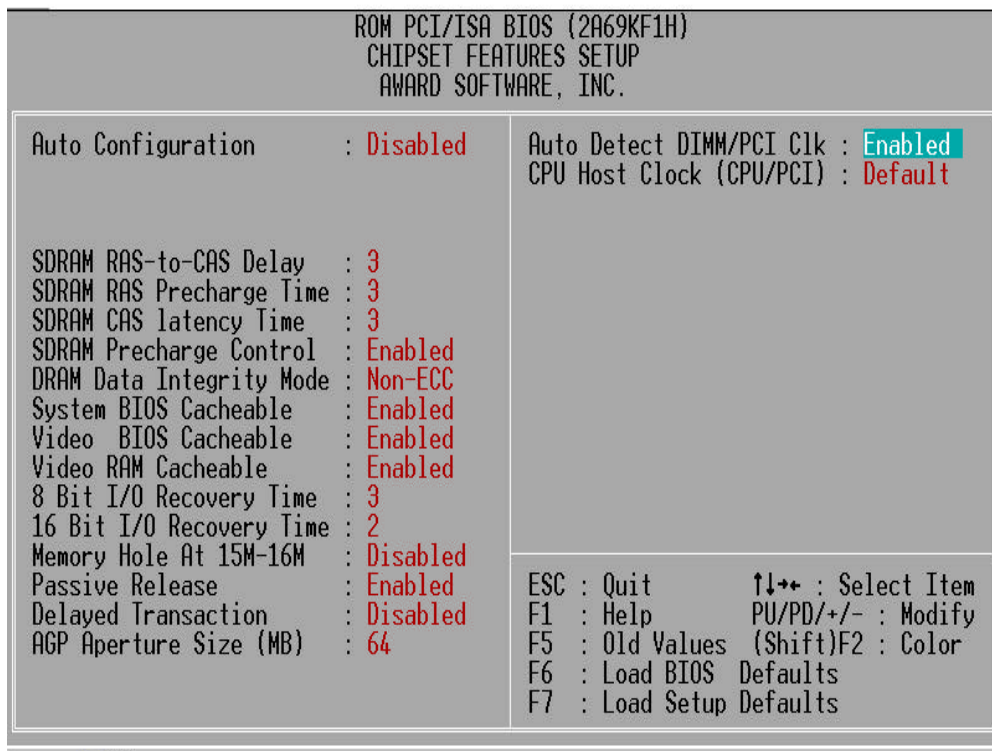 ROM PCI/ISA BIOS (2A69KF1H)
CHIPSET FEATURES SETUP
AWARD SOFTWARE, INC.
Auto Configuration : Disabled
SDRAM RAS-to-CAS Delay : 3
SDRAM RAS Precharge Time : 3
SDRAM CAS latency Time : 3
SDRAM Precharge Control : Enabled
DRAM Data Integrity Mode : Non-ECC
System BIOS Cacheable : Enabled
Video BIOS Cacheable : Enabled
Video RAM Cacheable : Enabled
8 Bit I/O Recovery Time : 3
16 Bit I/O Recovery Time : 2
Memory Hole At 15M-16M : Disabled
Passive Release : Enabled
Delayed Transaction : Disabled
AGP Aperture Size (MB) : 64
Auto Detect DIMM/PCI Clk : Enabled
CPU Host Clock (CPU/PCI) : Default
ESC : Quit ↑↓→← : Select Item
F1 : Help PU/PD/+/- : Modify
F5 : Old Values (Shift)F2 : Color
F6 : Load BIOS Defaults
F7 : Load Setup Defaults